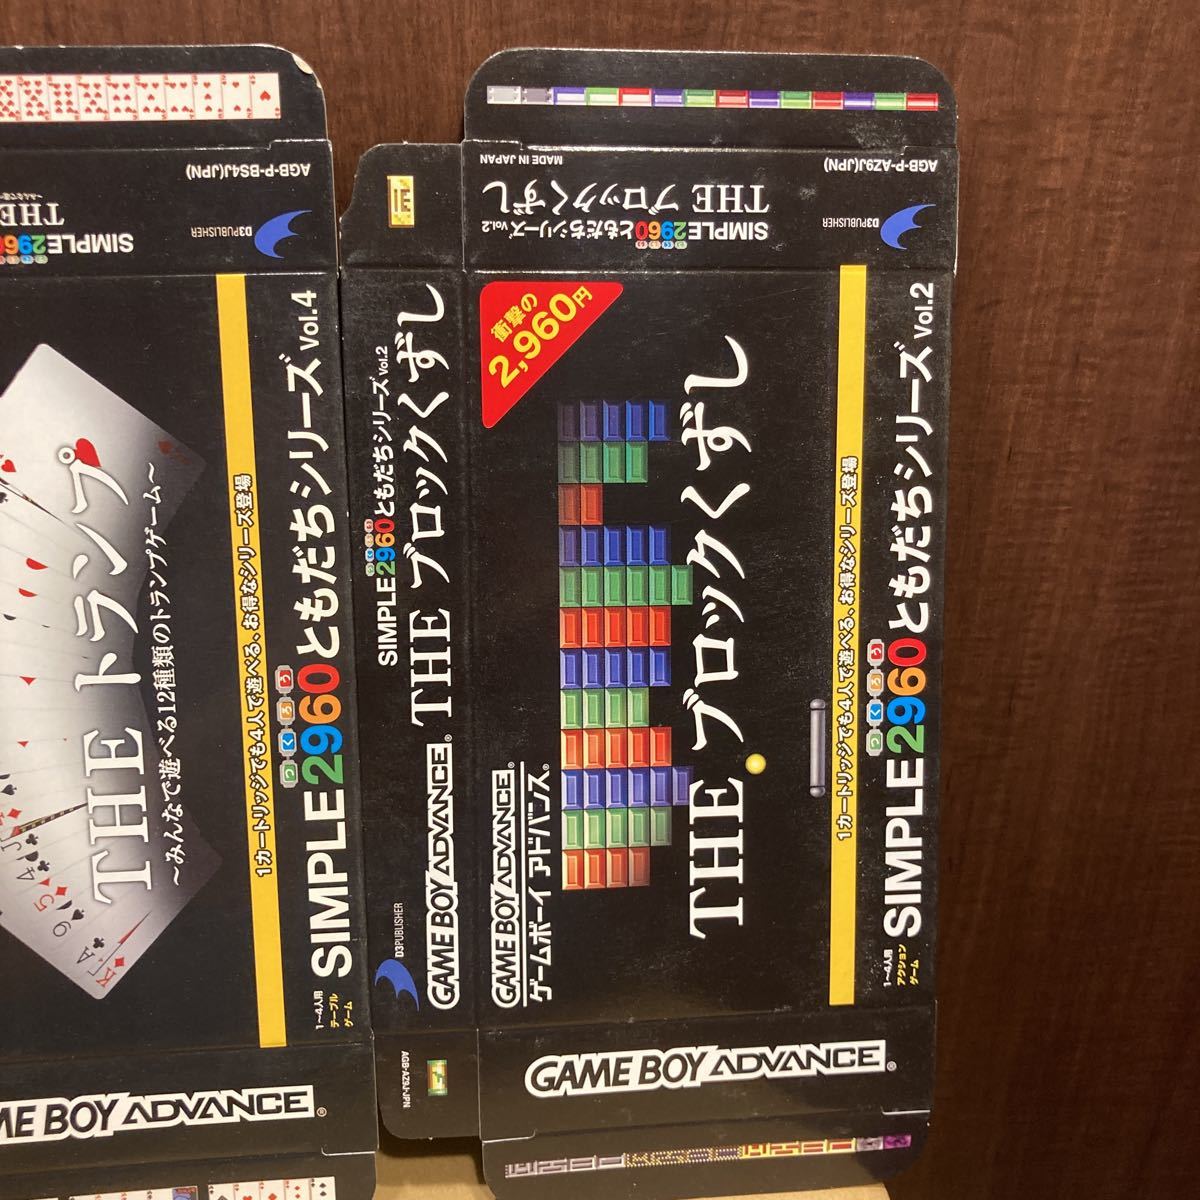 AGB-P-BS4J(JPN)
D3PUBLISHER
SIMPLE2960
THE
THE トランプ
～みんなで遊べる12種類のトランプゲーム～
1カートリッジでも4人で遊べる、お得なシリーズ登場
つくろう
SIMPLE2960ともだちシリーズ Vol.4
1～4人用
テーブル
ゲーム
ME BOY ADVANCE
SIMPLE2960ともだちシリーズ Vol.2
THE ブロックくずし
GAME BOY ADVANCE
D3PUBLISHER
AGB-AZ9J-JPN
MADE IN JAPAN
AGB-P-AZ9J(JPN)
SIMPLE2960ともだちシリーズ Vol.2
THE ブロックくずし
D3PUBLISHER
衝撃の
2,960円
GAME BOY ADVANCE
ゲームボーイ アドバンス
THE ブロックくずし
1カートリッジでも4人で遊べる、お得なシリーズ登場
つくろう
SIMPLE2960ともだちシリーズ Vol.2
1～4人用
アクション
ゲーム
GAME BOY ADVANCE